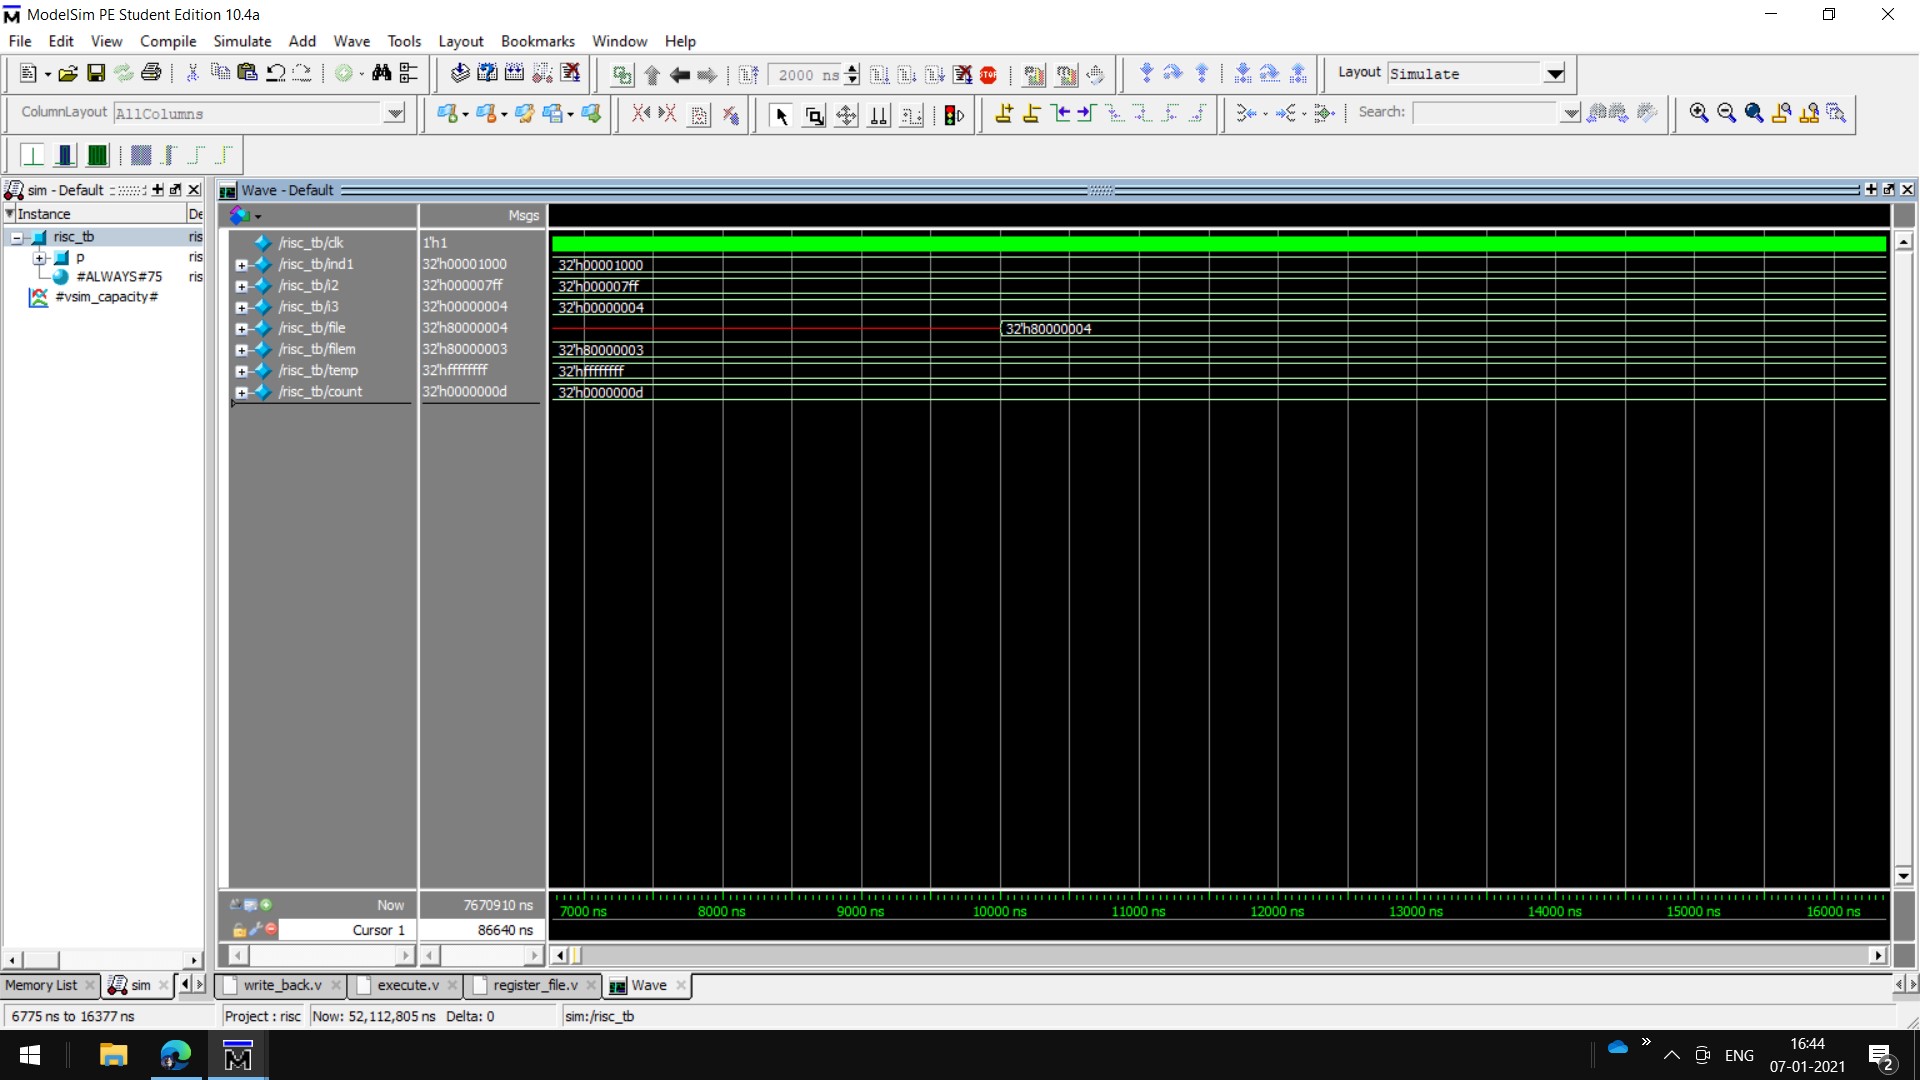 ModelSim PE Student Edition 10.4a
File Edit View Compile Simulate Add Wave Tools Layout Bookmarks Window Help
2000 ns
STOP
Layout Simulate
ColumnLayout AllColumns
Search:
sim - Default
Wave - Default
Instance De
Msgs
risc_tb ris
p ris
#ALWAYS#75 ris
#vsim_capacity#
/risc_tb/clk 1'h1
/risc_tb/ind1 32'h00001000 32'h00001000
/risc_tb/i2 32'h000007ff 32'h000007ff
/risc_tb/i3 32'h00000004 32'h00000004
/risc_tb/file 32'h80000004 32'h80000004
/risc_tb/filem 32'h80000003 32'h80000003
/risc_tb/temp 32'hffffffff 32'hffffffff
/risc_tb/count 32'h0000000d 32'h0000000d
Now 7670910 ns
7000 ns 8000 ns 9000 ns 10000 ns 11000 ns 12000 ns 13000 ns 14000 ns 15000 ns 16000 ns
Cursor 1 86640 ns
Memory List sim write_back.v execute.v register_file.v Wave
6775 ns to 16377 ns Project : risc Now: 52,112,805 ns Delta: 0 sim:/risc_tb
ENG
16:44
07-01-2021
2